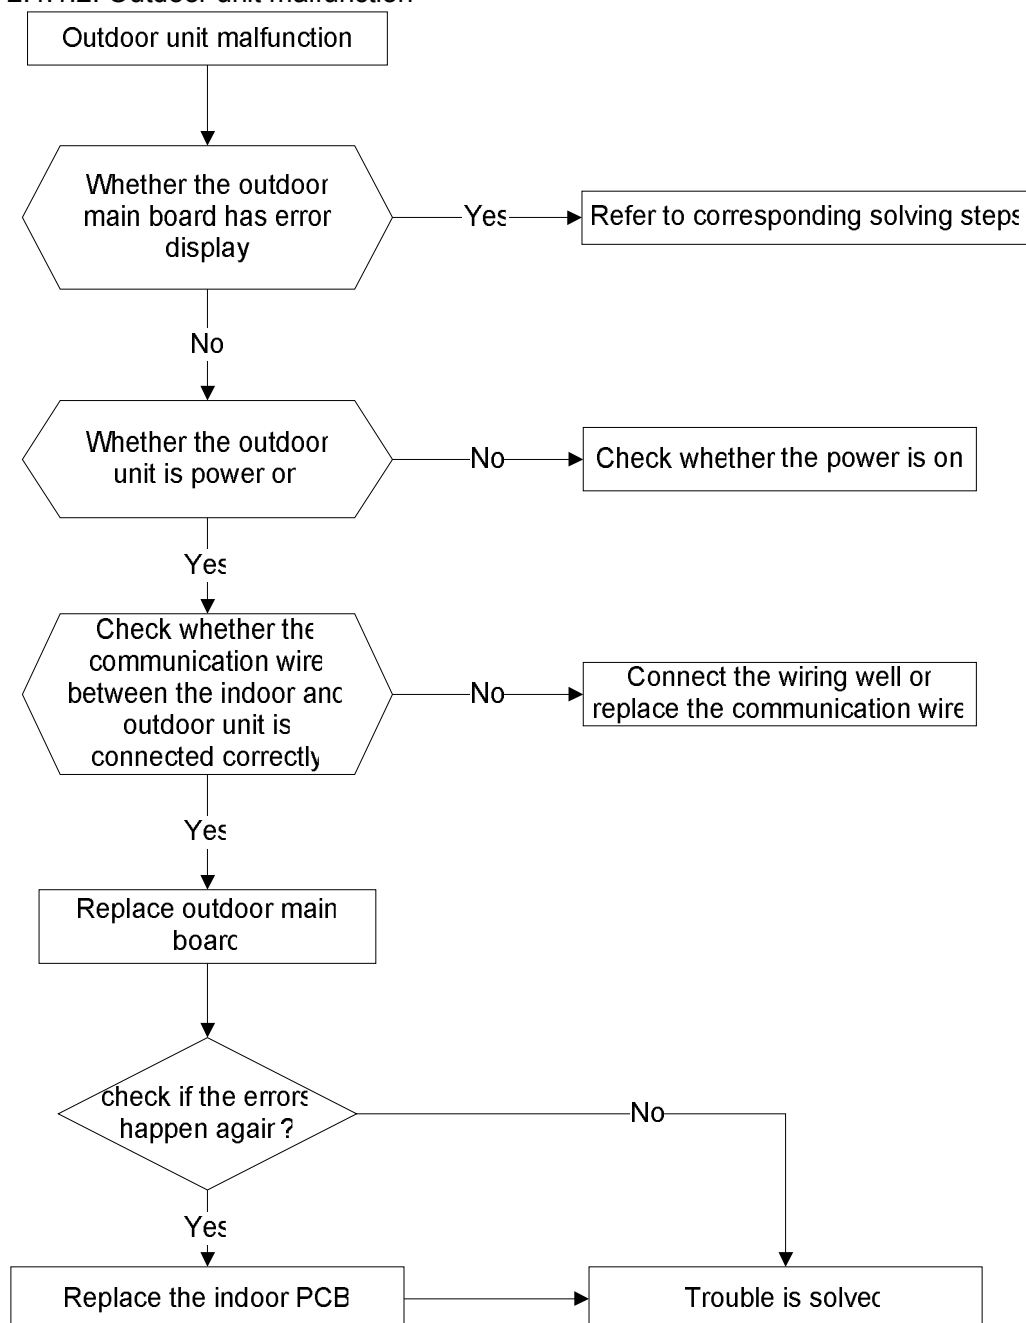 Outdoor unit malfunction
Whether the outdoor
main board has error
display
Yes
Refer to corresponding solving steps
No
Whether the outdoor
unit is power or
No
Check whether the power is on
Yes
Check whether the
communication wire
between the indoor and
outdoor unit is
connected correctly
No
Connect the wiring well or
replace the communication wire
Yes
Replace outdoor main
board
check if the errors
happen again?
No
Yes
Replace the indoor PCB
Trouble is solved